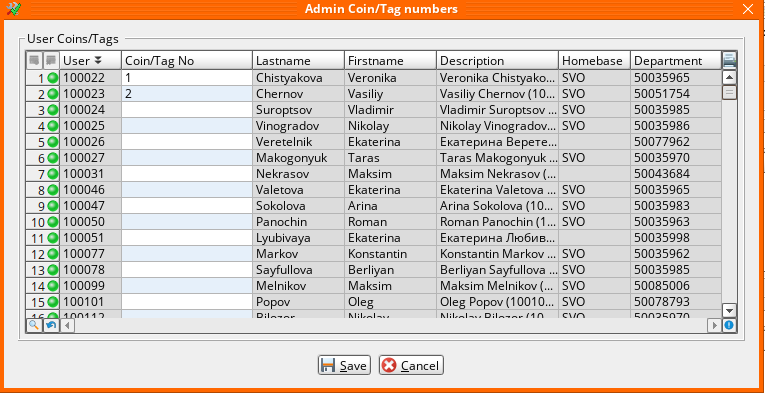 Admin Coin/Tag numbers
User Coins/Tags
User Coin/Tag No Lastname Firstname Description Homebase Department
1 100022 1 Chistyakova Veronika Veronika Chistyako... SVO 50035965
2 100023 2 Chernov Vasiliy Vasiliy Chernov (10... SVO 50051754
3 100024 Suroptsov Vladimir Vladimir Suroptsov ... SVO 50035985
4 100025 Vinogradov Nikolay Nikolay Vinogradov... SVO 50035986
5 100026 Veretelnik Ekaterina Екатерина Верете... 50077962
6 100027 Makogonyuk Taras Taras Makogonyuk ... SVO 50035970
7 100031 Nekrasov Maksim Maksim Nekrasov (... 50043684
8 100046 Valetova Ekaterina Ekaterina Valetova ... SVO 50035965
9 100047 Sokolova Arina Arina Sokolova (10... SVO 50035983
10 100050 Panochin Roman Roman Panochin (1... SVO 50035963
11 100051 Lyubivaya Ekaterina Екатерина Любив... 50035998
12 100077 Markov Konstantin Konstantin Markov ... SVO 50035962
13 100078 Sayfullova Berliyan Berliyan Sayfullova ... SVO 50035985
14 100099 Melnikov Maksim Maksim Melnikov (... SVO 50085006
15 100101 Popov Oleg Oleg Popov (10010... SVO 50078793
16 100112 Bilozor Nikolay Nikolay Bilozor (10... SVO 50035970
Save Cancel